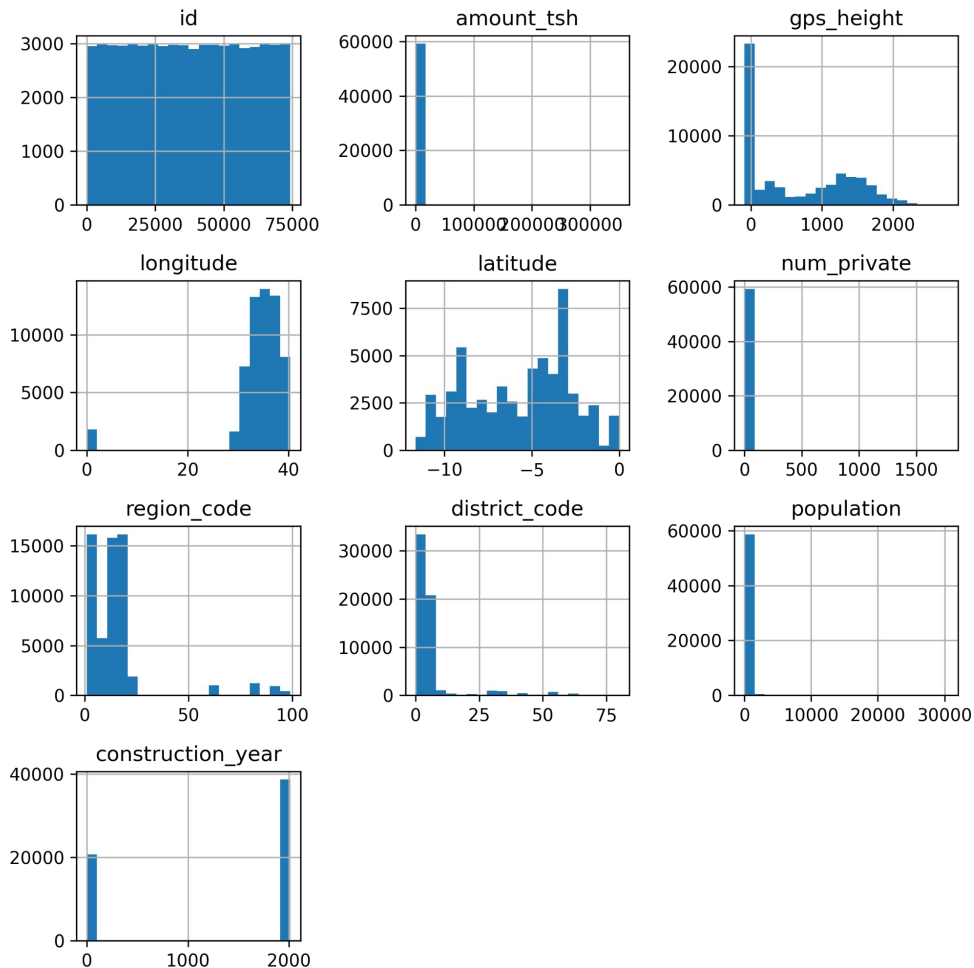 id
3000
2000
1000
0
0 25000 50000 75000
amount_tsh
60000
40000
20000
0
0 100000 200000 300000
gps_height
20000
10000
0
0 1000 2000
longitude
10000
5000
0
0 20 40
latitude
7500
5000
2500
0
−10 −5 0
num_private
60000
40000
20000
0
0 500 1000 1500
region_code
15000
10000
5000
0
0 50 100
district_code
30000
20000
10000
0
0 25 50 75
population
60000
40000
20000
0
0 10000 20000 30000
construction_year
40000
20000
0
0 1000 2000